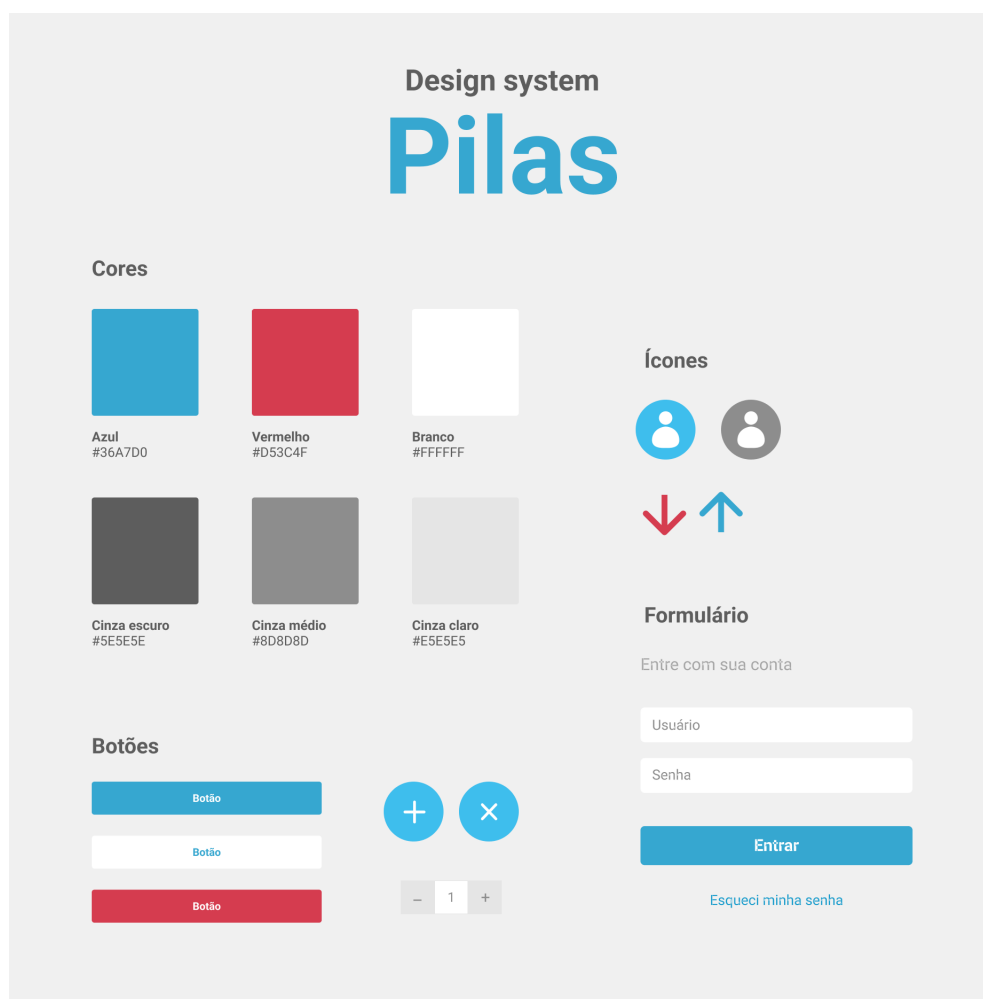 Design system
Pilas
Cores
Azul
#36A7D0
Vermelho
#D53C4F
Branco
#FFFFFF
Cinza escuro
#5E5E5E
Cinza médio
#8D8D8D
Cinza claro
#E5E5E5
Botões
Botão
Botão
Botão
–
1
+
Ícones
Formulário
Entre com sua conta
Usuário
Senha
Entrar
Esqueci minha senha